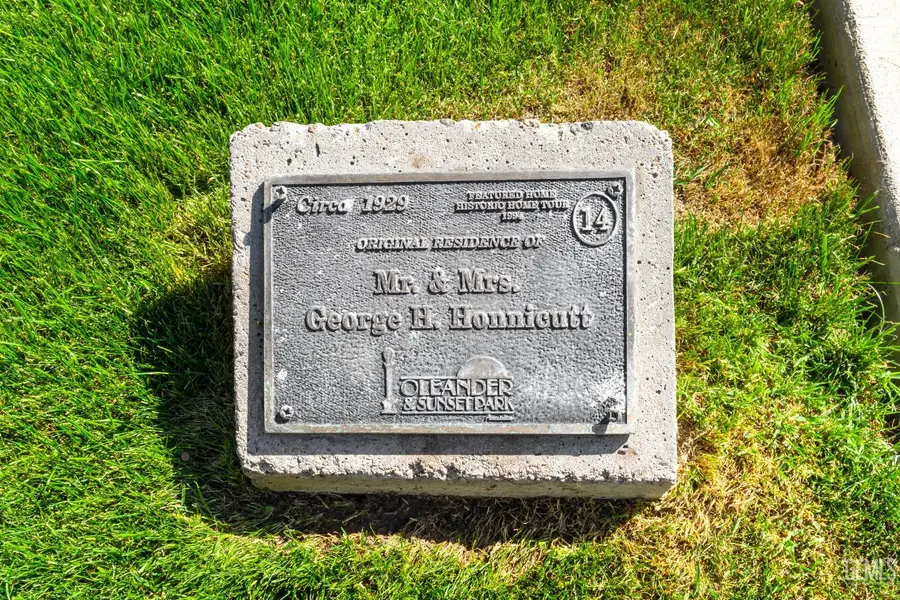 Circa 1929
FEATURED HOME
HISTORIC HOME TOUR
1994
14
ORIGINAL RESIDENCE OF
Mr. & Mrs.
George H. Honnicutt
OLEANDER
& SUNSET PARK